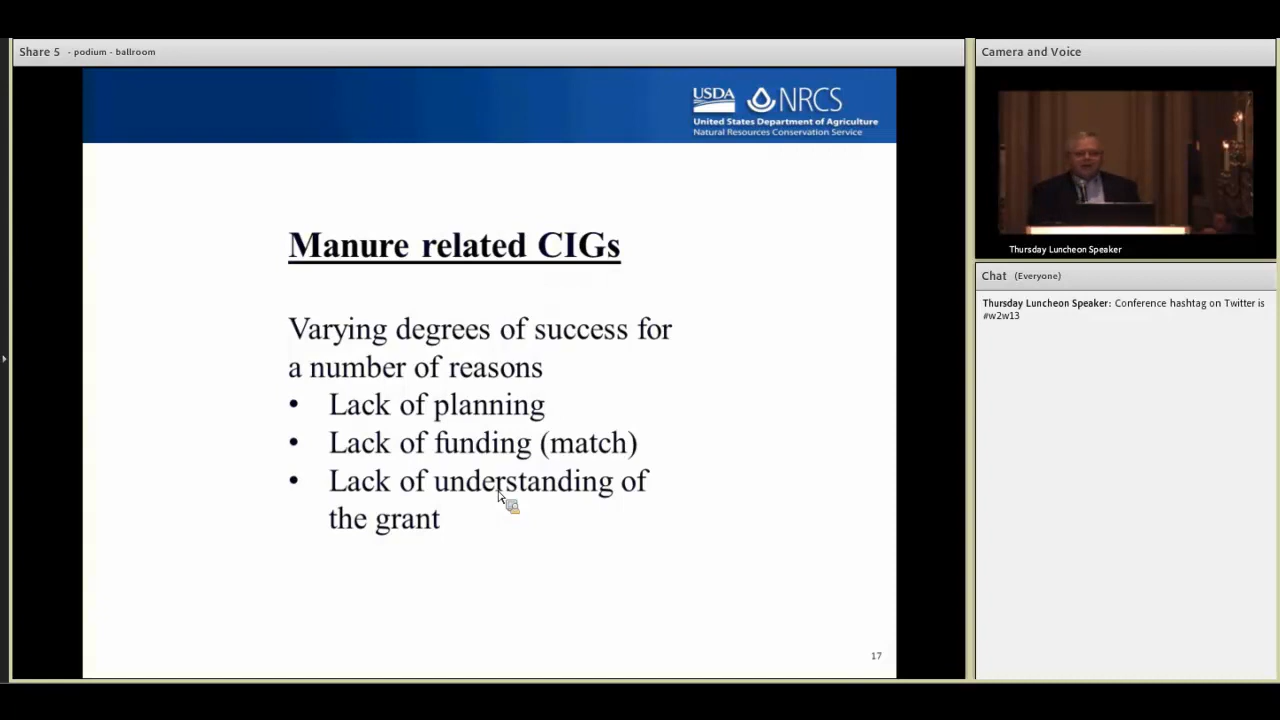 Share 5 - podium - ballroom
USDA NRCS
United States Department of Agriculture
Natural Resources Conservation Service
Manure related CIGs
Varying degrees of success for
a number of reasons
• Lack of planning
• Lack of funding (match)
• Lack of understanding of
the grant
17
Camera and Voice
Thursday Luncheon Speaker
Chat (Everyone)
Thursday Luncheon Speaker: Conference hashtag on Twitter is
#w2w13